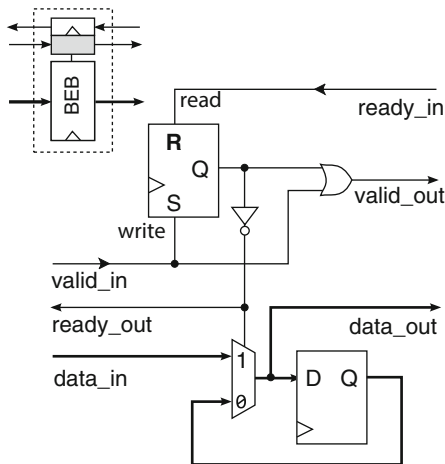 BEB
read
ready_in
R
Q
S
write
valid_out
valid_in
ready_out
data_out
data_in
1
0
D Q